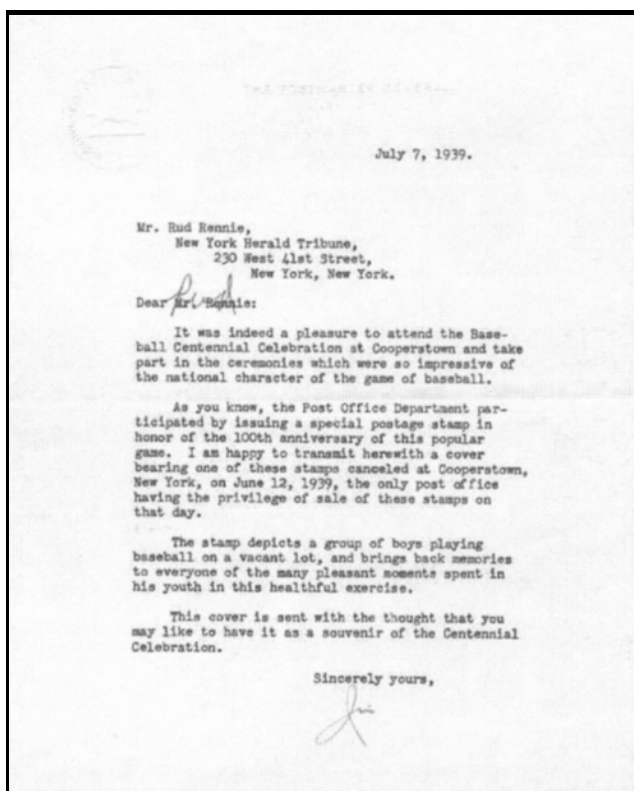 July 7, 1939.
Mr. Rud Rennie,
New York Herald Tribune,
230 West 41st Street,
New York, New York.
Rud
Dear Mr. Rennie:
It was indeed a pleasure to attend the Base-
ball Centennial Celebration at Cooperstown and take
part in the ceremonies which were so impressive of
the national character of the game of baseball.
As you know, the Post Office Department par-
ticipated by issuing a special postage stamp in
honor of the 100th anniversary of this popular
game. I am happy to transmit herewith a cover
bearing one of these stamps canceled at Cooperstown,
New York, on June 12, 1939, the only post office
having the privilege of sale of these stamps on
that day.
The stamp depicts a group of boys playing
baseball on a vacant lot, and brings back memories
to everyone of the many pleasant moments spent in
his youth in this healthful exercise.
This cover is sent with the thought that you
may like to have it as a souvenir of the Centennial
Celebration.
Sincerely yours,
Jim